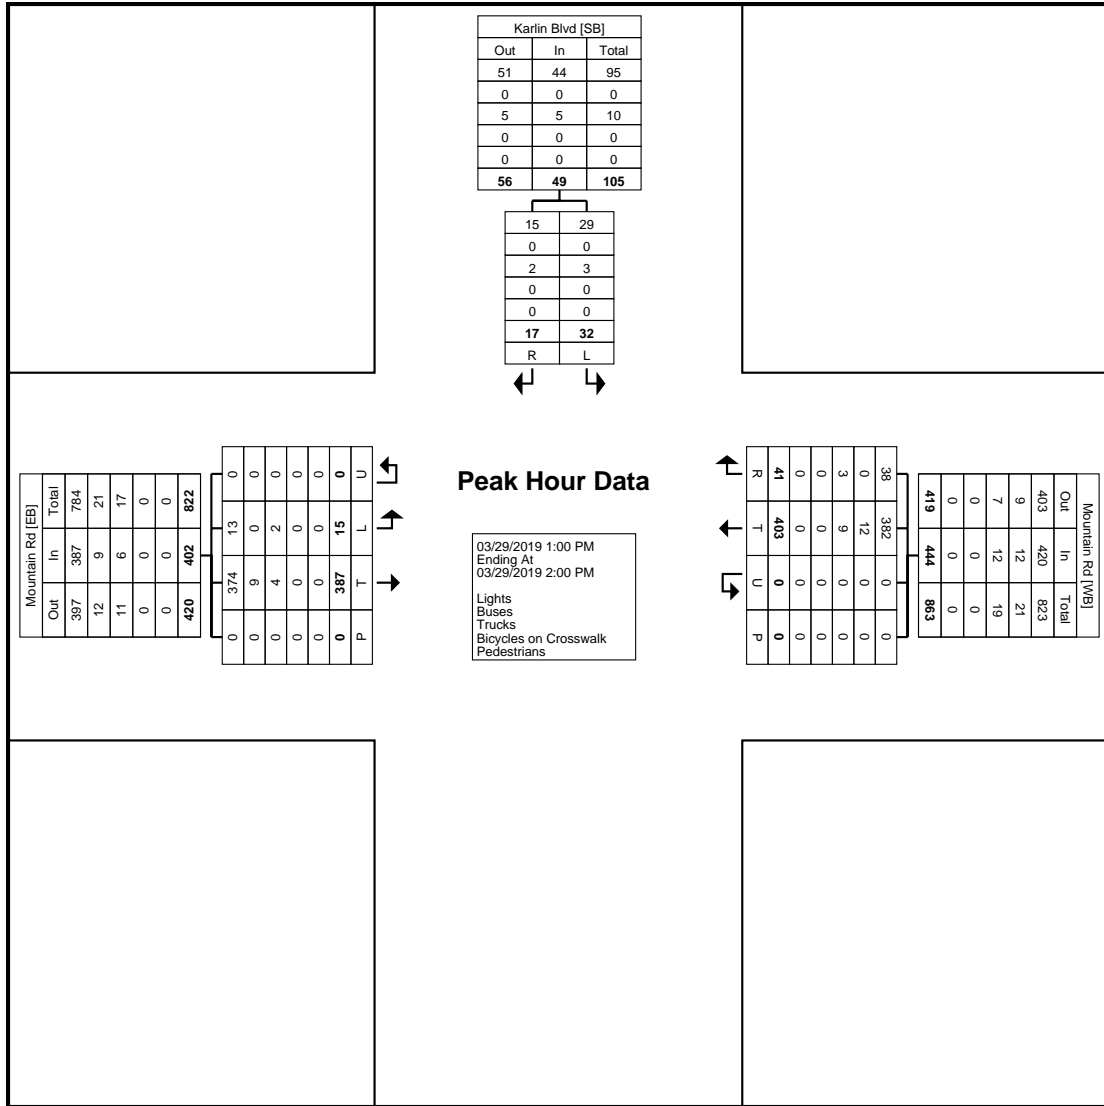 Karlin Blvd [SB]
Out In Total
51 44 95
0 0 0
5 5 10
0 0 0
0 0 0
56 49 105
15 29
0 0
2 3
0 0
0 0
17 32
R L
Peak Hour Data
03/29/2019 1:00 PM
Ending At
03/29/2019 2:00 PM
Lights
Buses
Trucks
Bicycles on Crosswalk
Pedestrians
Mountain Rd [EB]
Out In Total
397 387 784
12 9 21
11 6 17
0 0 0
0 0 0
420 402 822
0 13 374 0
0 0 9 0
0 2 4 0
0 0 0 0
0 0 0 0
0 15 387 0
U L T P
Mountain Rd [WB]
Out In Total
403 420 823
9 12 21
7 12 19
0 0 0
0 0 0
419 444 863
38 382 0 0
0 12 0 0
3 9 0 0
0 0 0 0
0 0 0 0
41 403 0 0
R T U P